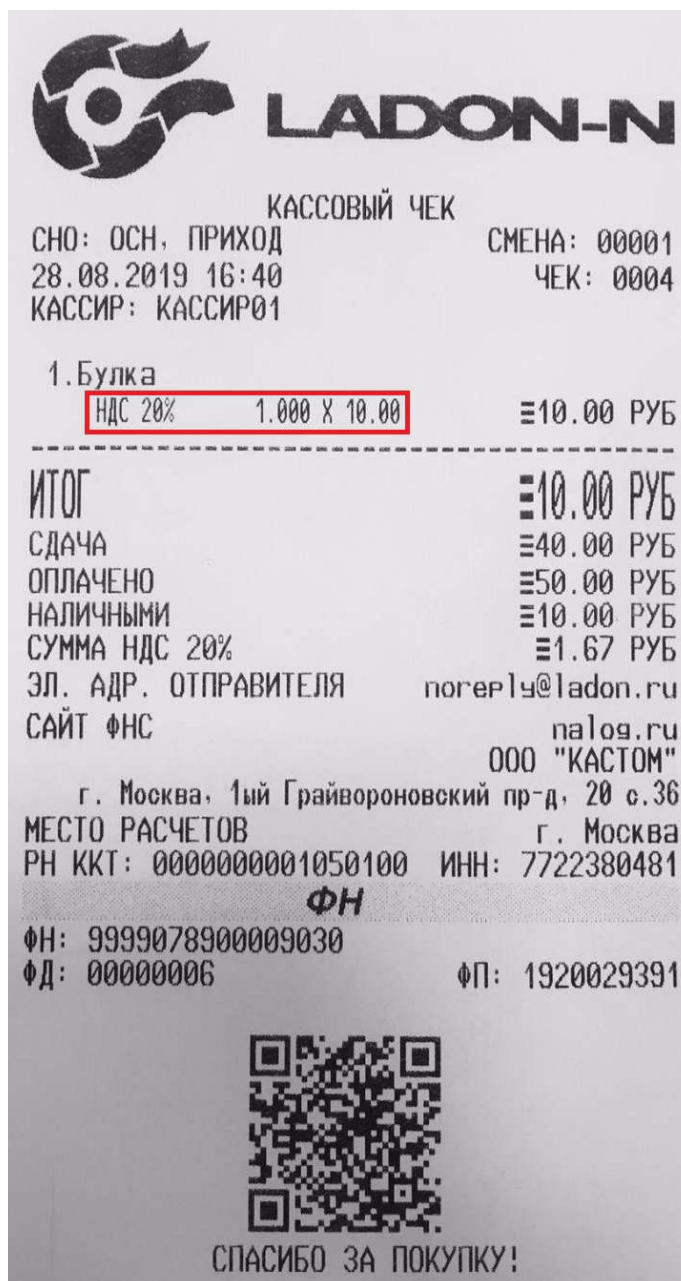 LADON-N
КАССОВЫЙ ЧЕК
СНО: ОСН, ПРИХОД СМЕНА: 00001
28.08.2019 16:40 ЧЕК: 0004
КАССИР: КАССИР01
1.Булка
НДС 20% 1.000 X 10.00 ≡10.00 РУБ
ИТОГ ≡10.00 РУБ
СДАЧА ≡40.00 РУБ
ОПЛАЧЕНО ≡50.00 РУБ
НАЛИЧНЫМИ ≡10.00 РУБ
СУММА НДС 20% ≡1.67 РУБ
ЭЛ. АДР. ОТПРАВИТЕЛЯ noreply@ladon.ru
САЙТ ФНС nalog.ru
ООО "КАСТОМ"
г. Москва, 1ый Грайвороновский пр-д, 20 с.36
МЕСТО РАСЧЕТОВ г. Москва
РН ККТ: 0000000001050100 ИНН: 7722380481
ФН
ФН: 9999078900009030
ФД: 00000006 ФП: 1920029391
СПАСИБО ЗА ПОКУПКУ!